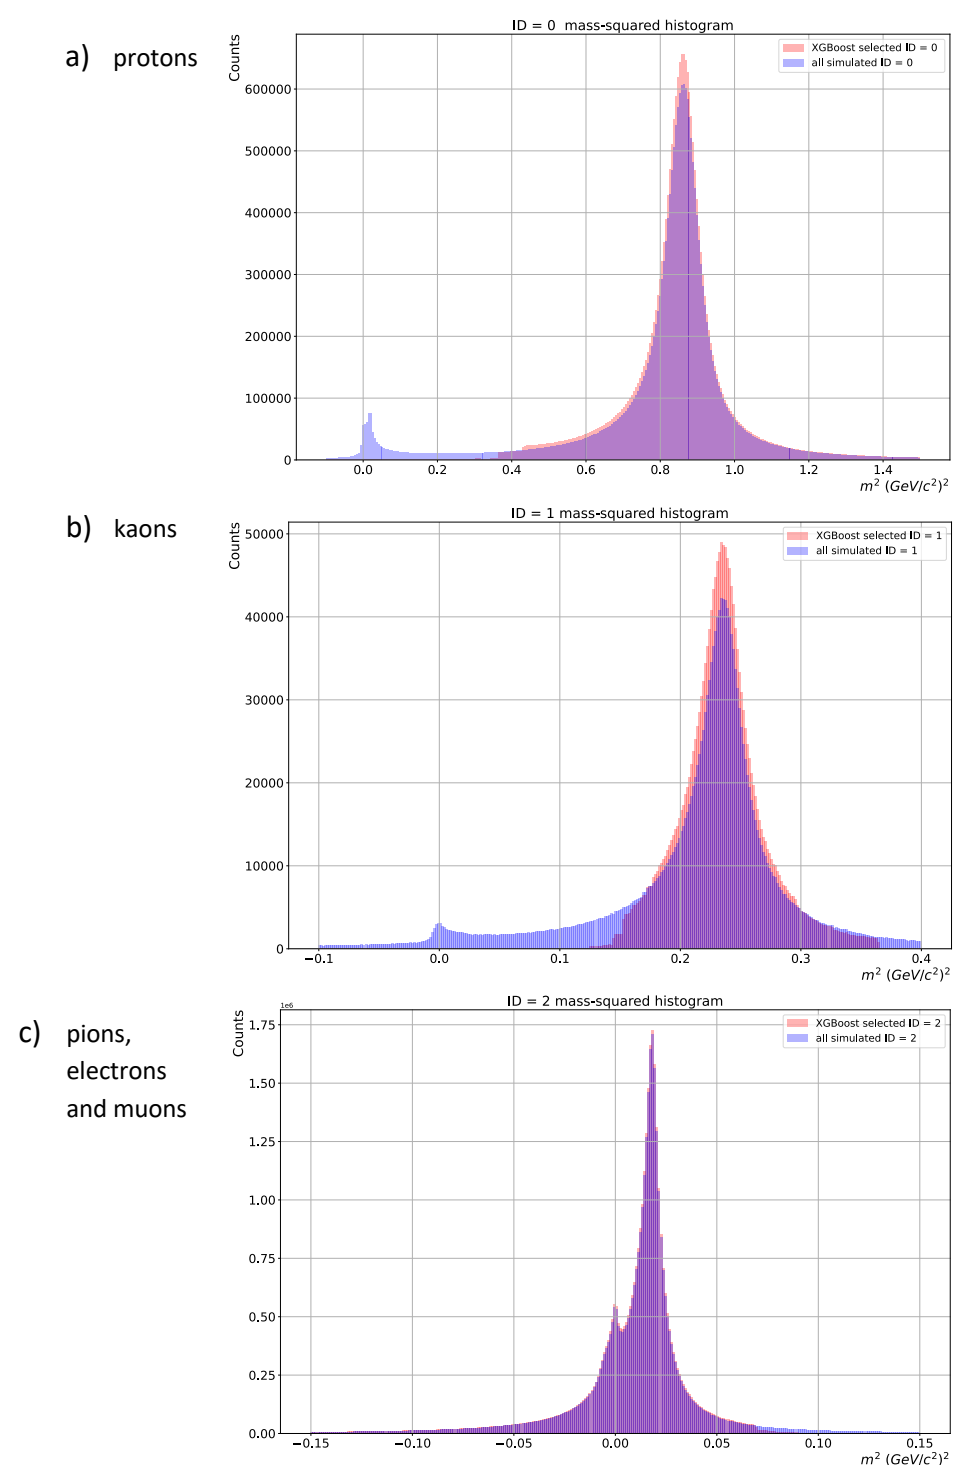 a) protons
ID = 0 mass-squared histogram
Counts
XGBoost selected ID = 0
all simulated ID = 0
600000
500000
400000
300000
200000
100000
0
0.0 0.2 0.4 0.6 0.8 1.0 1.2 1.4
m² (GeV/c²)²
b) kaons
ID = 1 mass-squared histogram
Counts
XGBoost selected ID = 1
all simulated ID = 1
50000
40000
30000
20000
10000
0
−0.1 0.0 0.1 0.2 0.3 0.4
m² (GeV/c²)²
c) pions,
electrons
and muons
1e6
ID = 2 mass-squared histogram
Counts
XGBoost selected ID = 2
all simulated ID = 2
1.75
1.50
1.25
1.00
0.75
0.50
0.25
0.00
−0.15 −0.10 −0.05 0.00 0.05 0.10 0.15
m² (GeV/c²)²